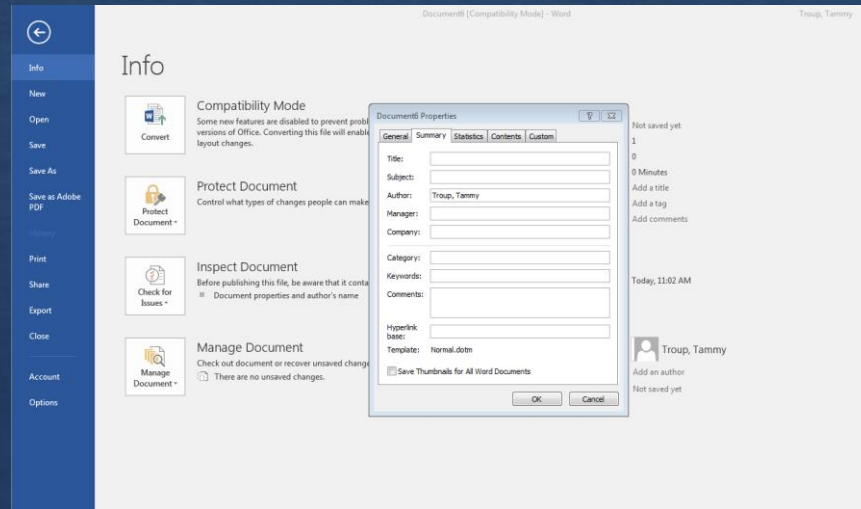 Document6 [Compatibility Mode] - Word
Troup, Tammy
Info
New
Open
Save
Save As
Save as Adobe
PDF
History
Print
Share
Export
Close
Account
Options
Info
Convert
Compatibility Mode
Some new features are disabled to prevent probl
versions of Office. Converting this file will enable
layout changes.
Protect
Document
Protect Document
Control what types of changes people can make
Check for
Issues
Inspect Document
Before publishing this file, be aware that it conta
Document properties and author's name
Manage
Document
Manage Document
Check out document or recover unsaved change
There are no unsaved changes.
Document6 Properties
General Summary Statistics Contents Custom
Title:
Subject:
Author: Troup, Tammy
Manager:
Company:
Category:
Keywords:
Comments:
Hyperlink
base:
Template: Normal.dotm
Save Thumbnails for All Word Documents
OK Cancel
Not saved yet
1
0
0 Minutes
Add a title
Add a tag
Add comments
Today, 11:02 AM
Troup, Tammy
Add an author
Not saved yet